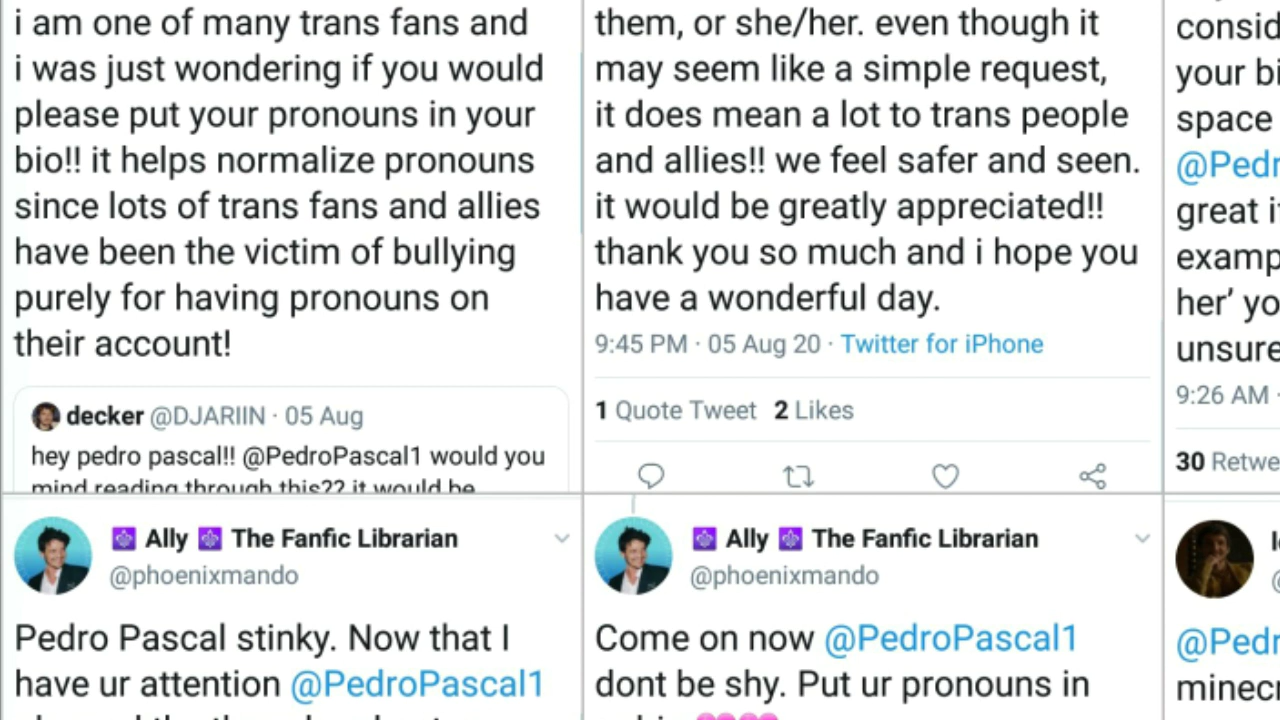 i am one of many trans fans and
i was just wondering if you would
please put your pronouns in your
bio!! it helps normalize pronouns
since lots of trans fans and allies
have been the victim of bullying
purely for having pronouns on
their account!
decker @DJARIIN · 05 Aug
hey pedro pascal!! @PedroPascal1 would you
mind reading through this?? it would be
them, or she/her. even though it
may seem like a simple request,
it does mean a lot to trans people
and allies!! we feel safer and seen.
it would be greatly appreciated!!
thank you so much and i hope you
have a wonderful day.
9:45 PM · 05 Aug 20 · Twitter for iPhone
1 Quote Tweet 2 Likes
consid
your bi
space
@Pedr
great i
examp
her’ yo
unsure
9:26 AM ·
30 Retwe
Ally The Fanfic Librarian
@phoenixmando
Pedro Pascal stinky. Now that I
have ur attention @PedroPascal1
Ally The Fanfic Librarian
@phoenixmando
Come on now @PedroPascal1
dont be shy. Put ur pronouns in
@Pedr
minecr